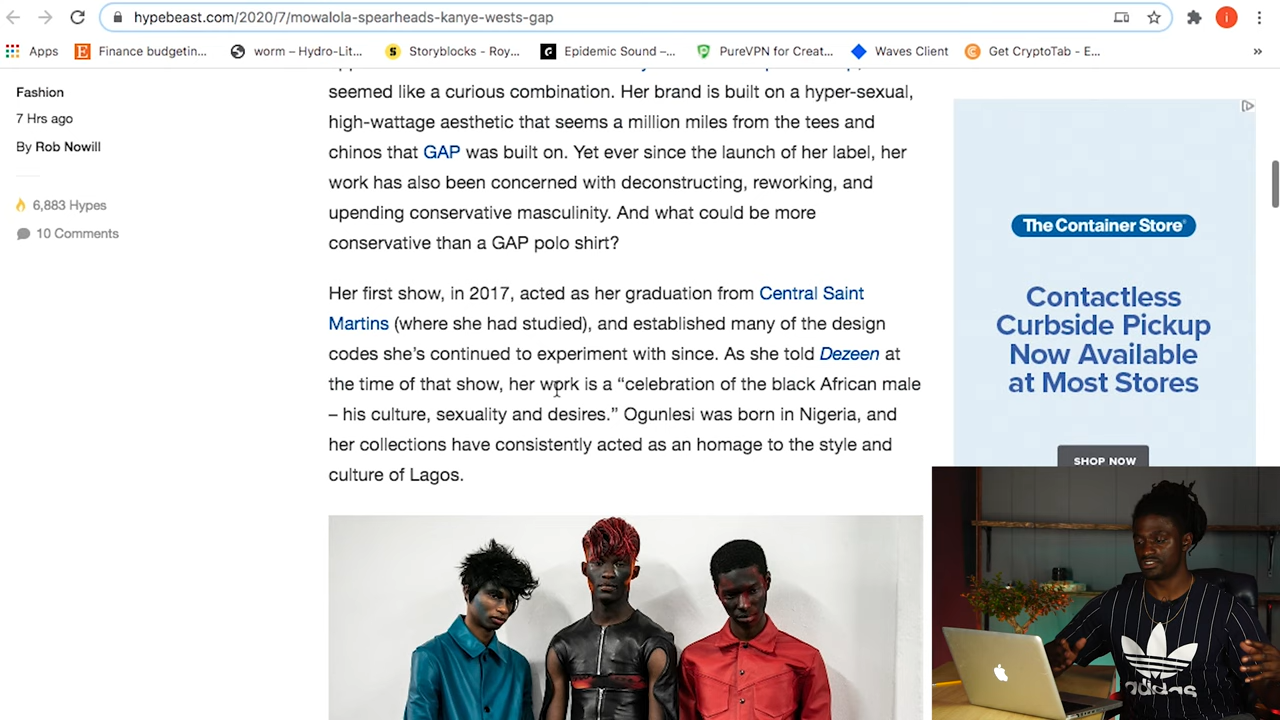 hypebeast.com/2020/7/mowalola-spearheads-kanye-wests-gap
i
Apps
Finance budgetin...
worm – Hydro-Lit...
Storyblocks - Roy...
Epidemic Sound –...
PureVPN for Creat...
Waves Client
Get CryptoTab - E...
»
Fashion
7 Hrs ago
By Rob Nowill
6,883 Hypes
10 Comments
seemed like a curious combination. Her brand is built on a hyper-sexual,
high-wattage aesthetic that seems a million miles from the tees and
chinos that GAP was built on. Yet ever since the launch of her label, her
work has also been concerned with deconstructing, reworking, and
upending conservative masculinity. And what could be more
conservative than a GAP polo shirt?
Her first show, in 2017, acted as her graduation from Central Saint
Martins (where she had studied), and established many of the design
codes she’s continued to experiment with since. As she told Dezeen at
the time of that show, her work is a “celebration of the black African male
– his culture, sexuality and desires.” Ogunlesi was born in Nigeria, and
her collections have consistently acted as an homage to the style and
culture of Lagos.
The Container Store®
Contactless
Curbside Pickup
Now Available
at Most Stores
SHOP NOW
adidas